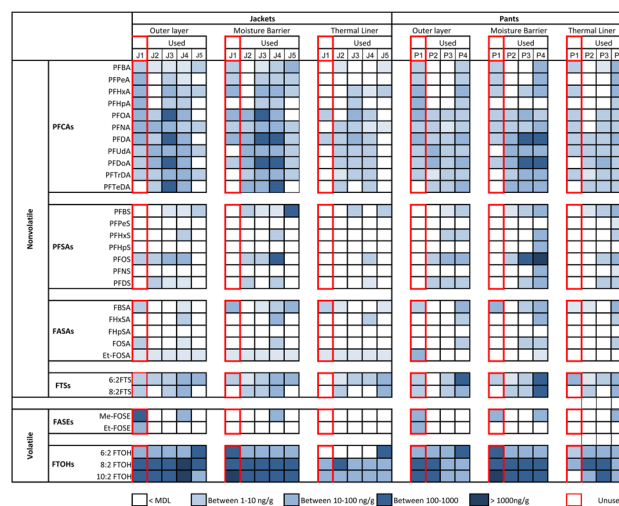 Jackets Pants
Outer layer Moisture Barrier Thermal Liner Outer layer Moisture Barrier Thermal Liner
Used Used Used Used Used Used
J1 J2 J3 J4 J5 J1 J2 J3 J4 J5 J1 J2 J3 J4 J5 P1 P2 P3 P4 P1 P2 P3 P4 P1 P2 P3 P
Nonvolatile
PFCAs
PFBA
PFPeA
PFHxA
PFHpA
PFOA
PFNA
PFDA
PFUdA
PFDoA
PFTrDA
PFTeDA
PFSAs
PFBS
PFPeS
PFHxS
PFHpS
PFOS
PFNS
PFDS
FASAs
FBSA
FHxSA
FHpSA
FOSA
Et-FOSA
FTSs
6:2FTS
8:2FTS
Volatile
FASEs
Me-FOSE
Et-FOSE
FTOHs
6:2 FTOH
8:2 FTOH
10:2 FTOH
< MDL Between 1-10 ng/g Between 10-100 ng/g Between 100-1000 > 1000ng/g Unuse